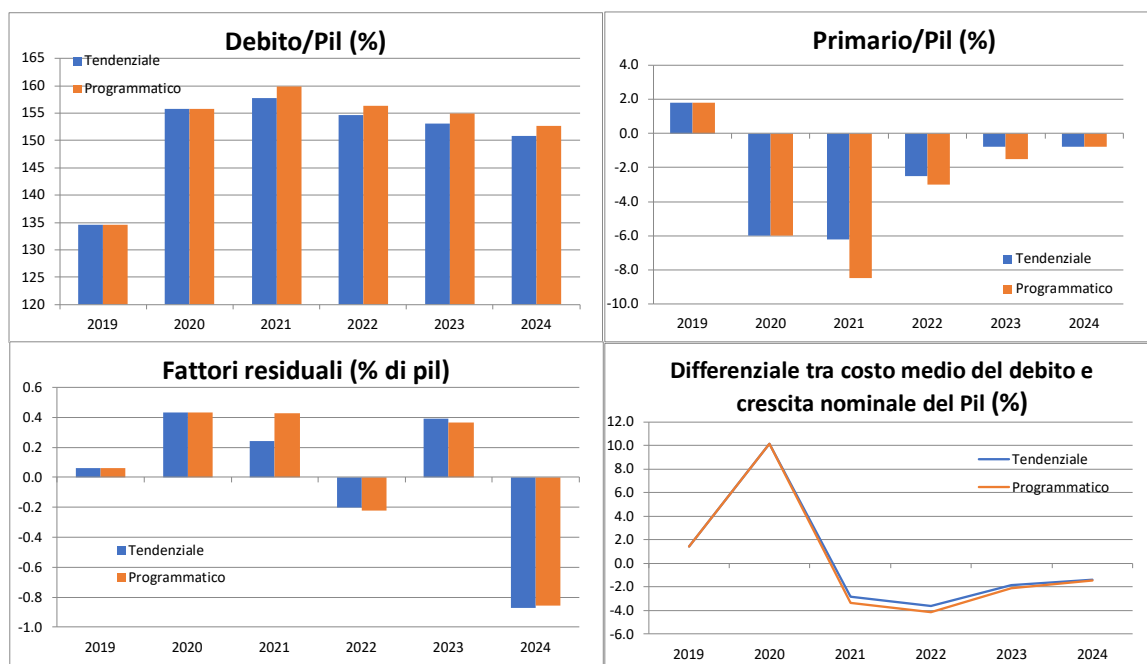 Debito/Pil (%)
165
160
155
150
145
140
135
130
125
120
Tendenziale
Programmatico
2019 2020 2021 2022 2023 2024
Primario/Pil (%)
4.0
2.0
0.0
-2.0
-4.0
-6.0
-8.0
-10.0
2019 2020 2021 2022 2023 2024
Tendenziale
Programmatico
Fattori residuali (% di pil)
0.6
0.4
0.2
0.0
-0.2
-0.4
-0.6
-0.8
-1.0
Tendenziale
Programmatico
2019 2020 2021 2022 2023 2024
Differenziale tra costo medio del debito e
crescita nominale del Pil (%)
12.0
10.0
8.0
6.0
4.0
2.0
0.0
-2.0
-4.0
-6.0
Tendenziale
Programmatico
2019 2020 2021 2022 2023 2024